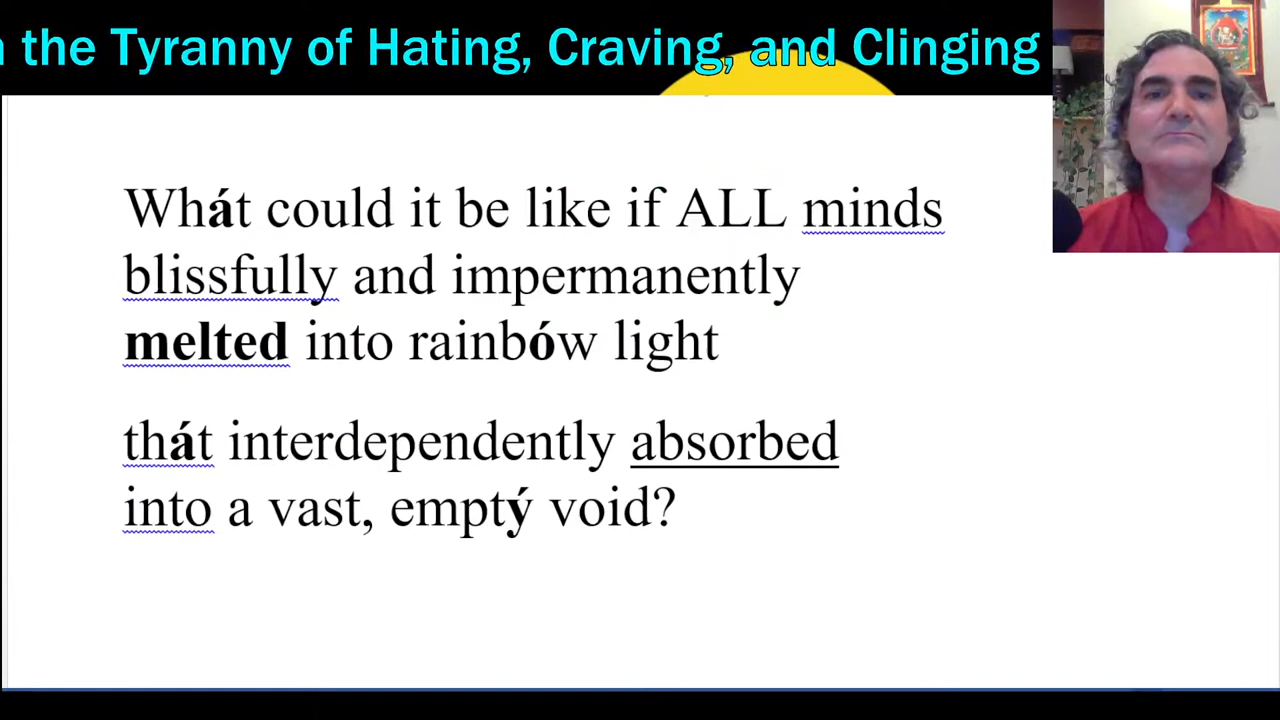 the Tyranny of Hating, Craving, and Clinging
Whát could it be like if ALL minds
blissfully and impermanently
melted into rainbów light
thát interdependently absorbed
into a vast, emptý void?